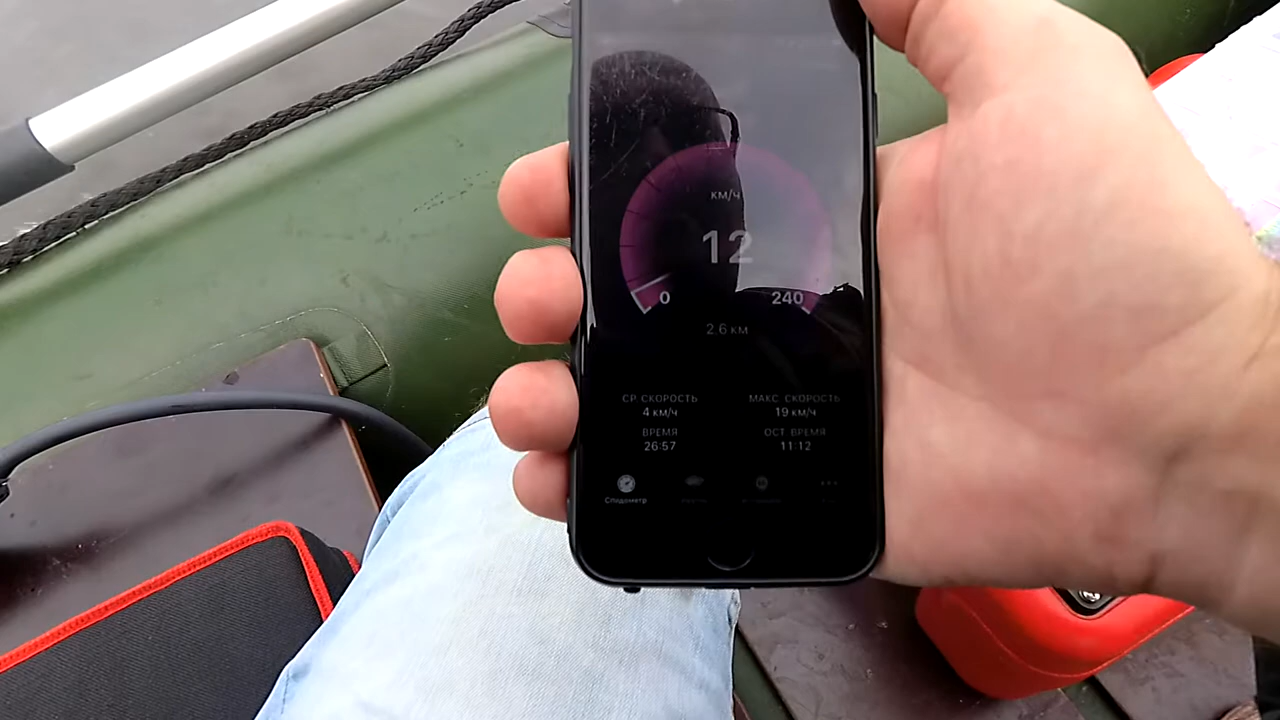 км/ч
12
0 240
2.6 км
СР СКОРОСТЬ МАКС СКОРОСТЬ
4 км/ч 19 км/ч
ВРЕМЯ ОСТ ВРЕМЯ
26:57 11:12
Спидометр